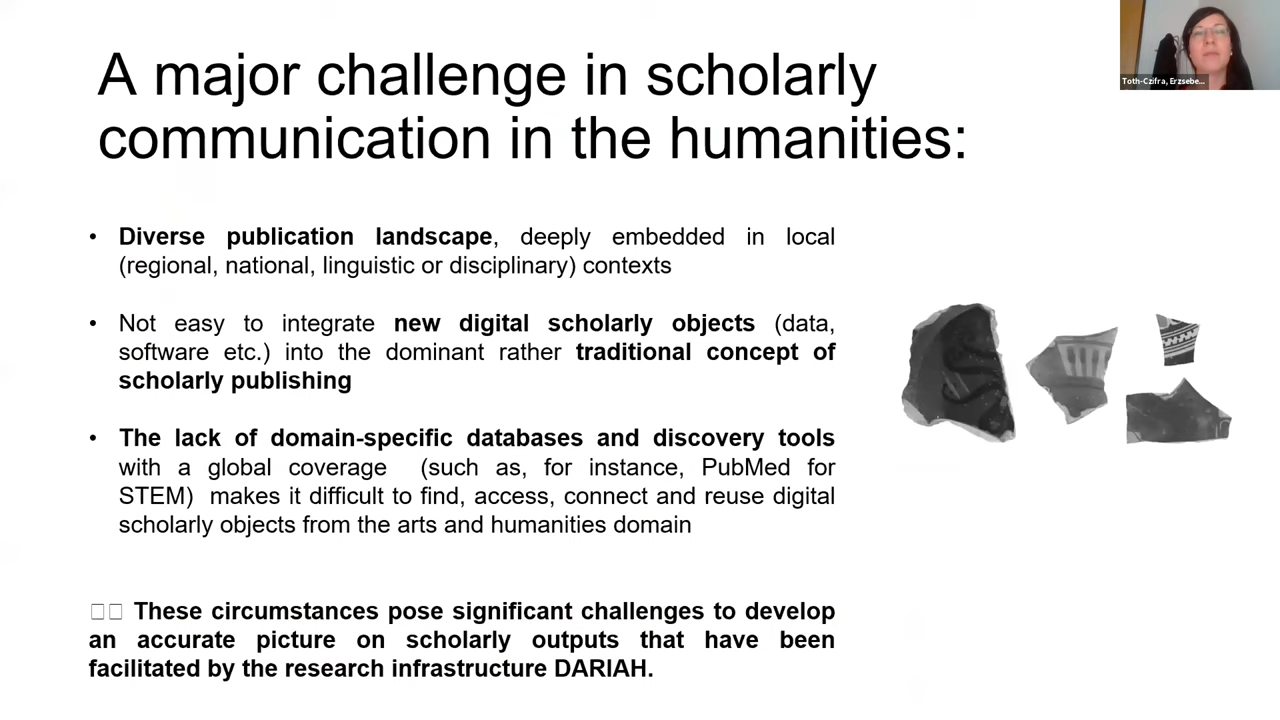 A major challenge in scholarly
communication in the humanities:
Toth-Czifra, Erzsebe...
• Diverse publication landscape, deeply embedded in local
(regional, national, linguistic or disciplinary) contexts
• Not easy to integrate new digital scholarly objects (data,
software etc.) into the dominant rather traditional concept of
scholarly publishing
• The lack of domain-specific databases and discovery tools
with a global coverage (such as, for instance, PubMed for
STEM) makes it difficult to find, access, connect and reuse digital
scholarly objects from the arts and humanities domain
□□ These circumstances pose significant challenges to develop
an accurate picture on scholarly outputs that have been
facilitated by the research infrastructure DARIAH.